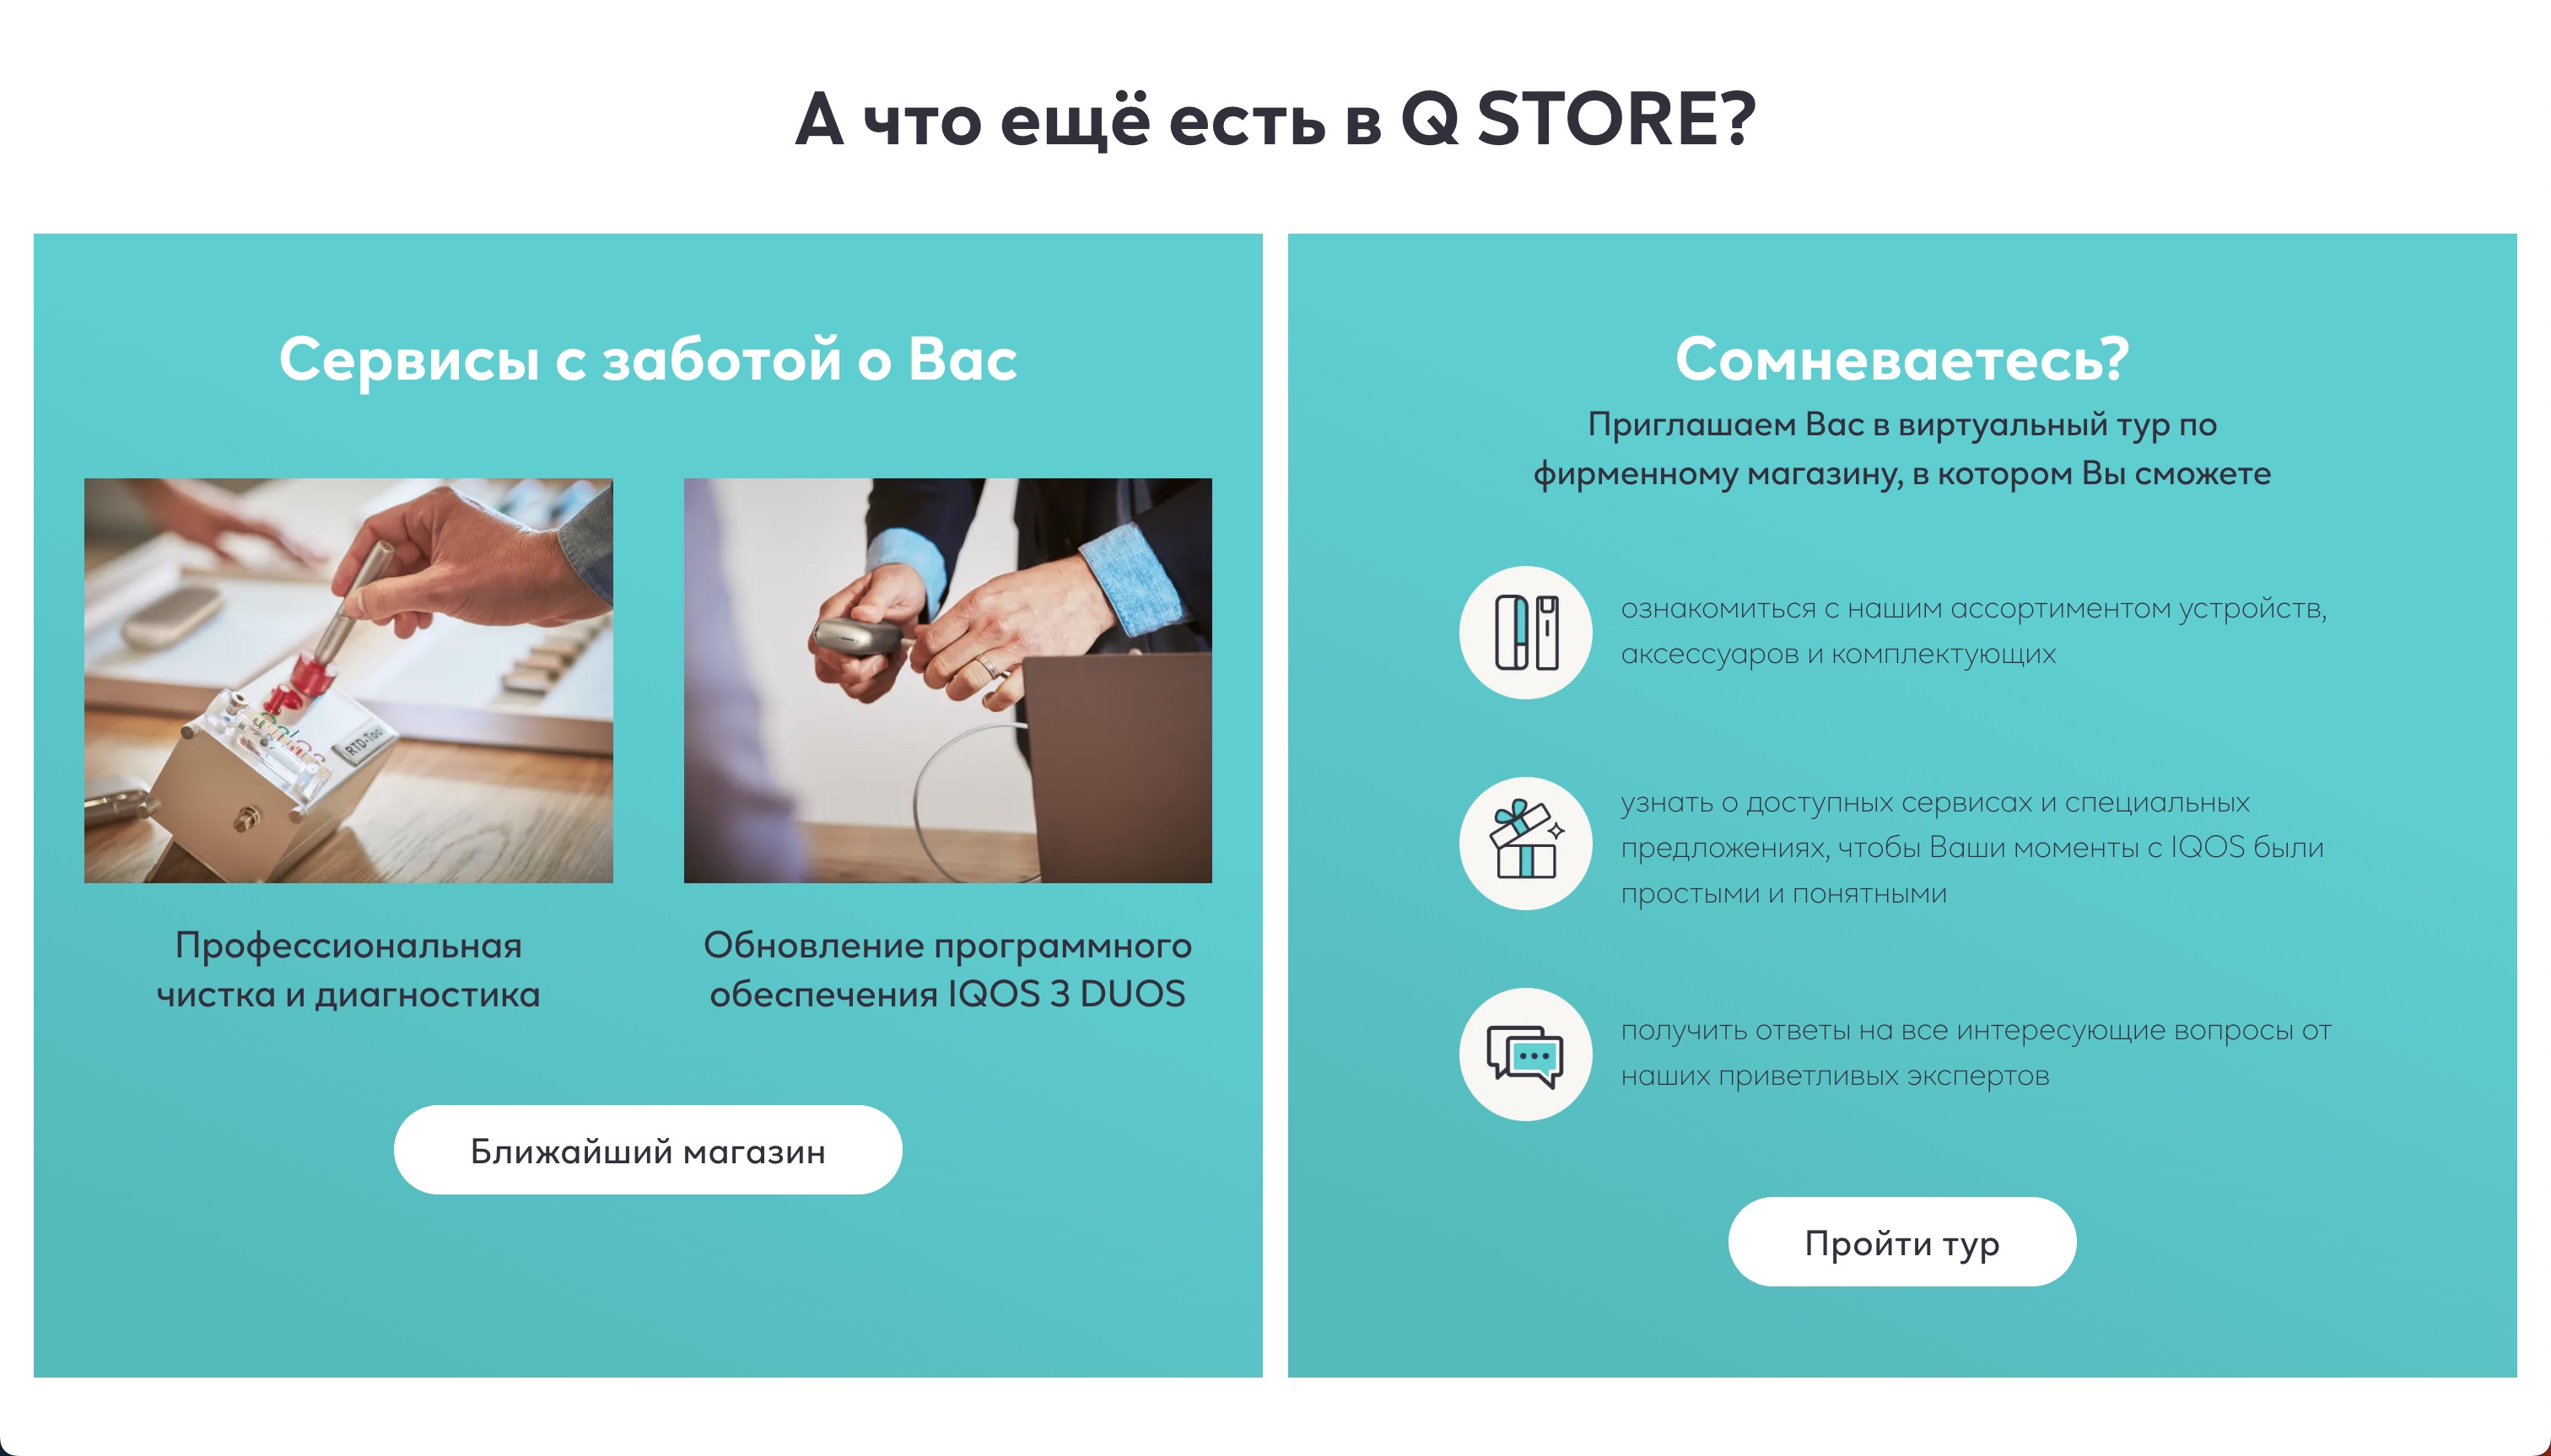 А что ещё есть в Q STORE?
Сервисы с заботой о Вас
RTD-Tool
Профессиональная
чистка и диагностика
Обновление программного
обеспечения IQOS 3 DUOS
Ближайший магазин
Сомневаетесь?
Приглашаем Вас в виртуальный тур по
фирменному магазину, в котором Вы сможете
ознакомиться с нашим ассортиментом устройств,
аксессуаров и комплектующих
узнать о доступных сервисах и специальных
предложениях, чтобы Ваши моменты с IQOS были
простыми и понятными
получить ответы на все интересующие вопросы от
наших приветливых экспертов
Пройти тур